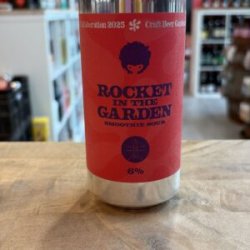 Collaboration 2025 Craft Beer
ROCKET
IN THE
GARDEN
SMOOTHIE SOUR
6%